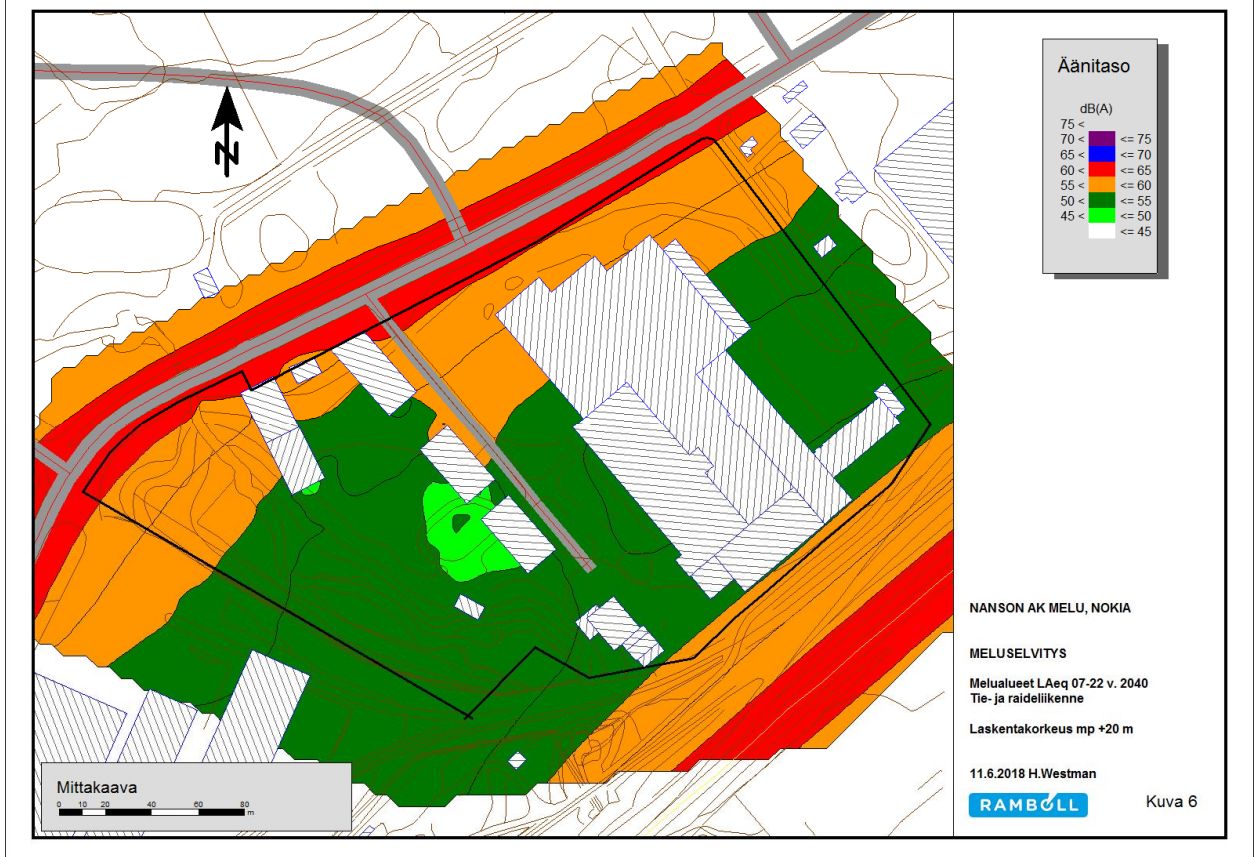 N
Äänitaso
dB(A)
75 <
70 < <= 75
65 < <= 70
60 < <= 65
55 < <= 60
50 < <= 55
45 < <= 50
<= 45
NANSON AK MELU, NOKIA
MELUSELVITYS
Melualueet LAeq 07-22 v. 2040
Tie- ja raideliikenne
Laskentakorkeus mp +20 m
11.6.2018 H.Westman
RAMBOLL
Kuva 6
Mittakaava
0 10 20 40 60 80
m